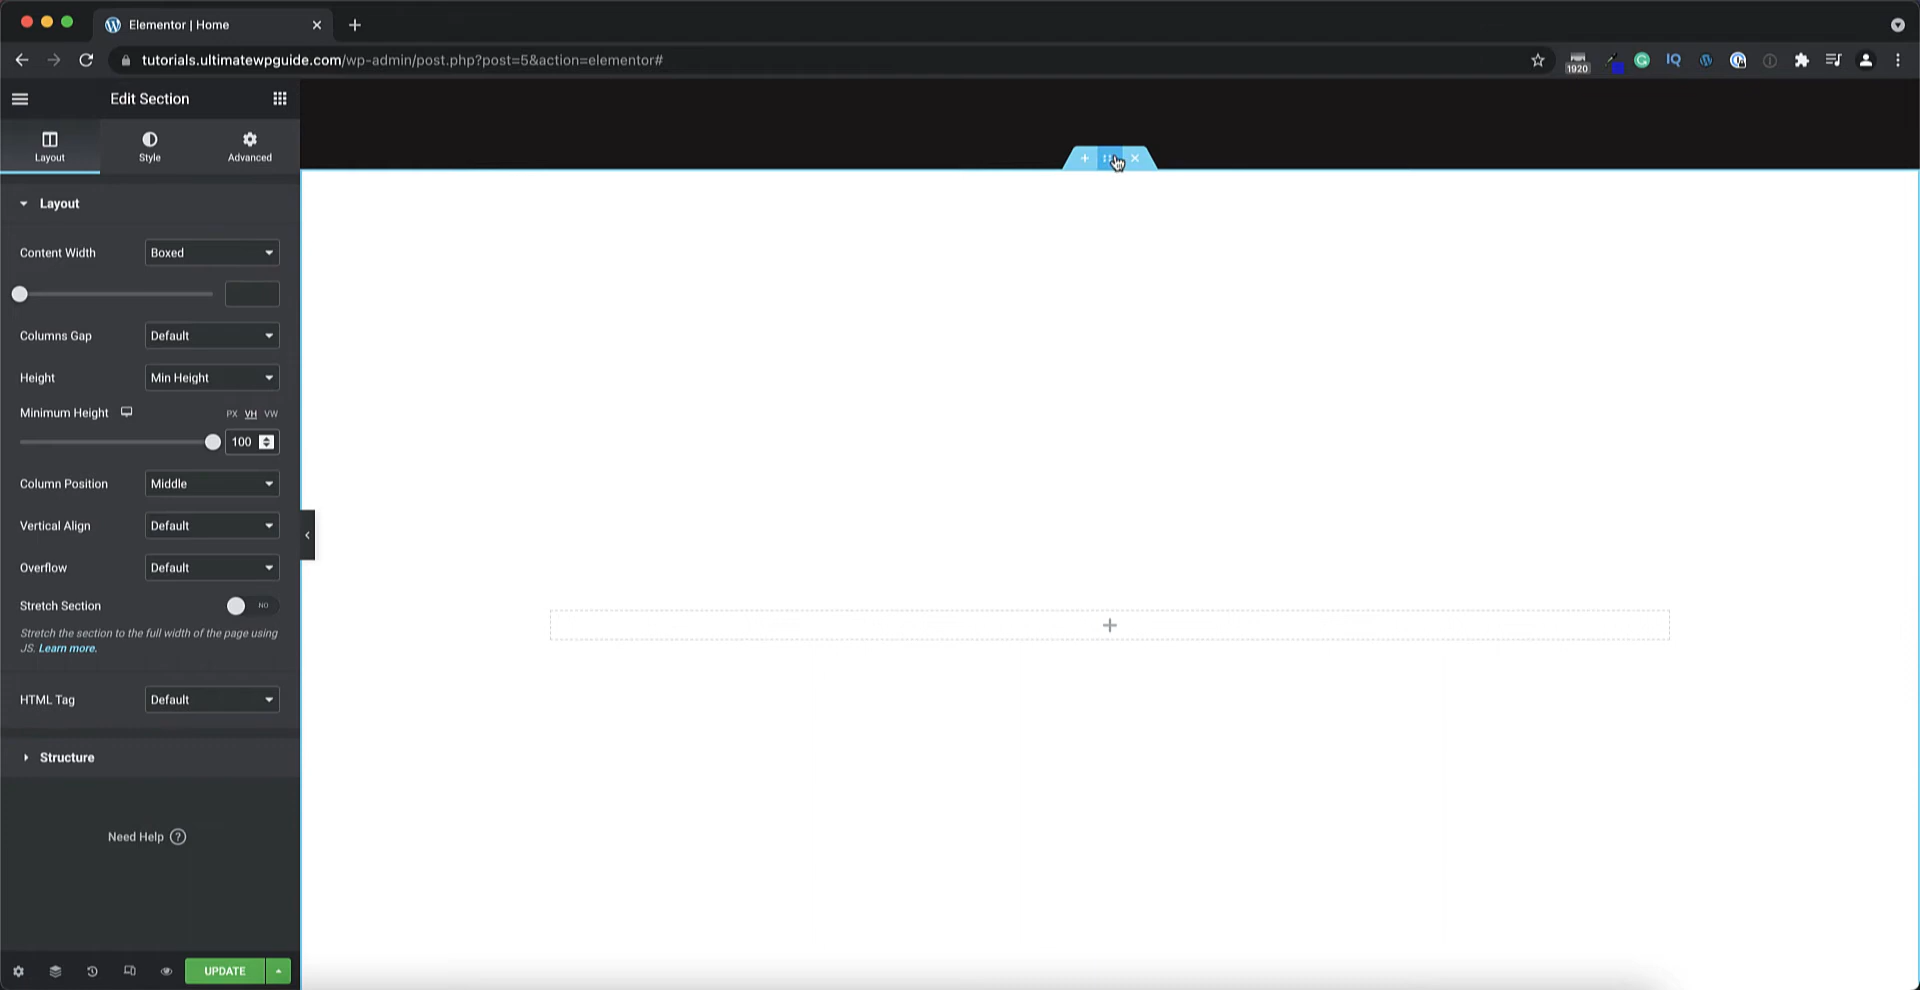 Elementor | Home
tutorials.ultimatewpguide.com/wp-admin/post.php?post=5&action=elementor#
1920
IQ
Edit Section
Layout
Style
Advanced
Layout
Content Width
Boxed
Columns Gap
Default
Height
Min Height
Minimum Height
PX VH VW
100
Column Position
Middle
Vertical Align
Default
Overflow
Default
Stretch Section
NO
Stretch the section to the full width of the page using
JS. Learn more.
HTML Tag
Default
Structure
Need Help ?
UPDATE